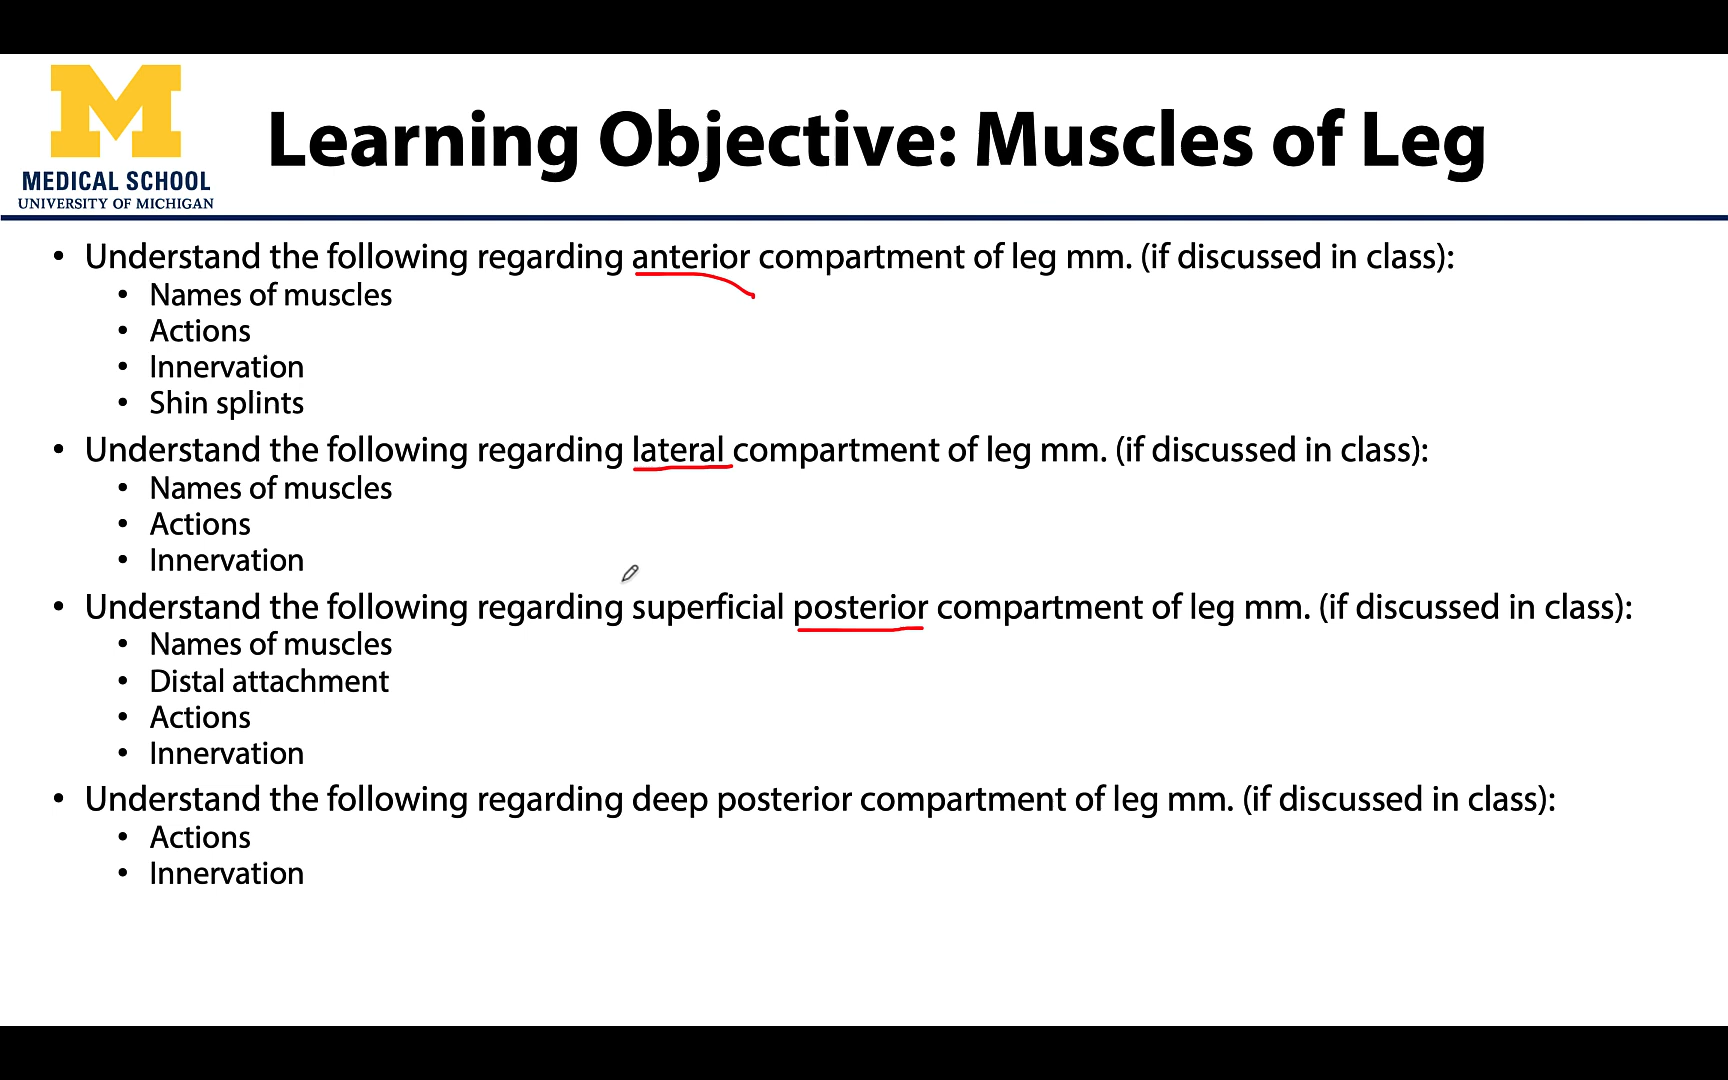 M
MEDICAL SCHOOL
UNIVERSITY OF MICHIGAN
Learning Objective: Muscles of Leg
• Understand the following regarding anterior compartment of leg mm. (if discussed in class):
• Names of muscles
• Actions
• Innervation
• Shin splints
• Understand the following regarding lateral compartment of leg mm. (if discussed in class):
• Names of muscles
• Actions
• Innervation
• Understand the following regarding superficial posterior compartment of leg mm. (if discussed in class):
• Names of muscles
• Distal attachment
• Actions
• Innervation
• Understand the following regarding deep posterior compartment of leg mm. (if discussed in class):
• Actions
• Innervation